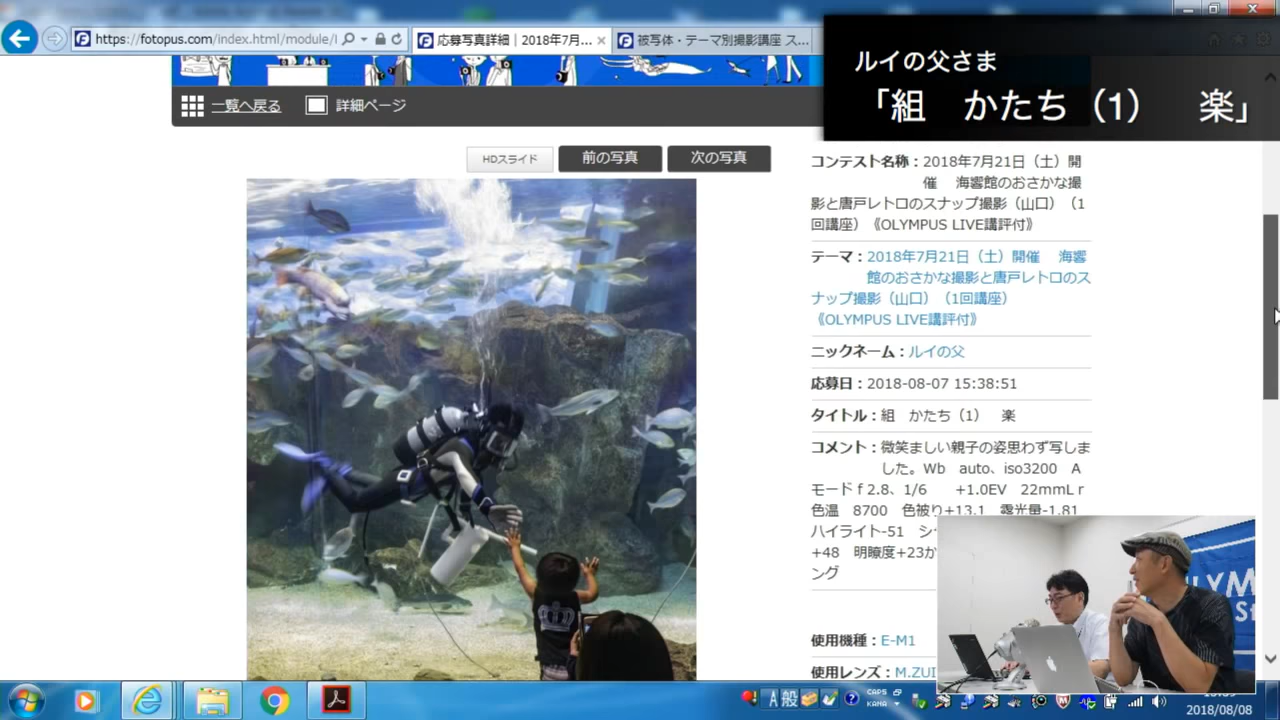 https://fotopus.com/index.html/module/l
応募写真詳細｜2018年7月...
被写体・テーマ別撮影講座 ス...
ルイの父さま
「組　かたち（1）　楽」
一覧へ戻る
詳細ページ
HDスライド
前の写真
次の写真
コンテスト名称：2018年7月21日（土）開
催　海響館のおさかな撮
影と唐戸レトロのスナップ撮影（山口）（1
回講座）《OLYMPUS LIVE講評付》
テーマ：2018年7月21日（土）開催　海響
館のおさかな撮影と唐戸レトロのス
ナップ撮影（山口）（1回講座）
《OLYMPUS LIVE講評付》
ニックネーム：ルイの父
応募日：2018-08-07 15:38:51
タイトル：組　かたち（1）　楽
コメント：微笑ましい親子の姿思わず写しま
した。Wb　auto、iso3200　A
モードｆ2.8、1/6　　+1.0EV　22mmLｒ
色温　8700　色被り+13.1　露光量-1.81
ハイライト-51　シ
+48　明瞭度+23か
ング
使用機種：E-M1
使用レンズ：M.ZUI
A 般
CAPS
KANA
2018/08/08